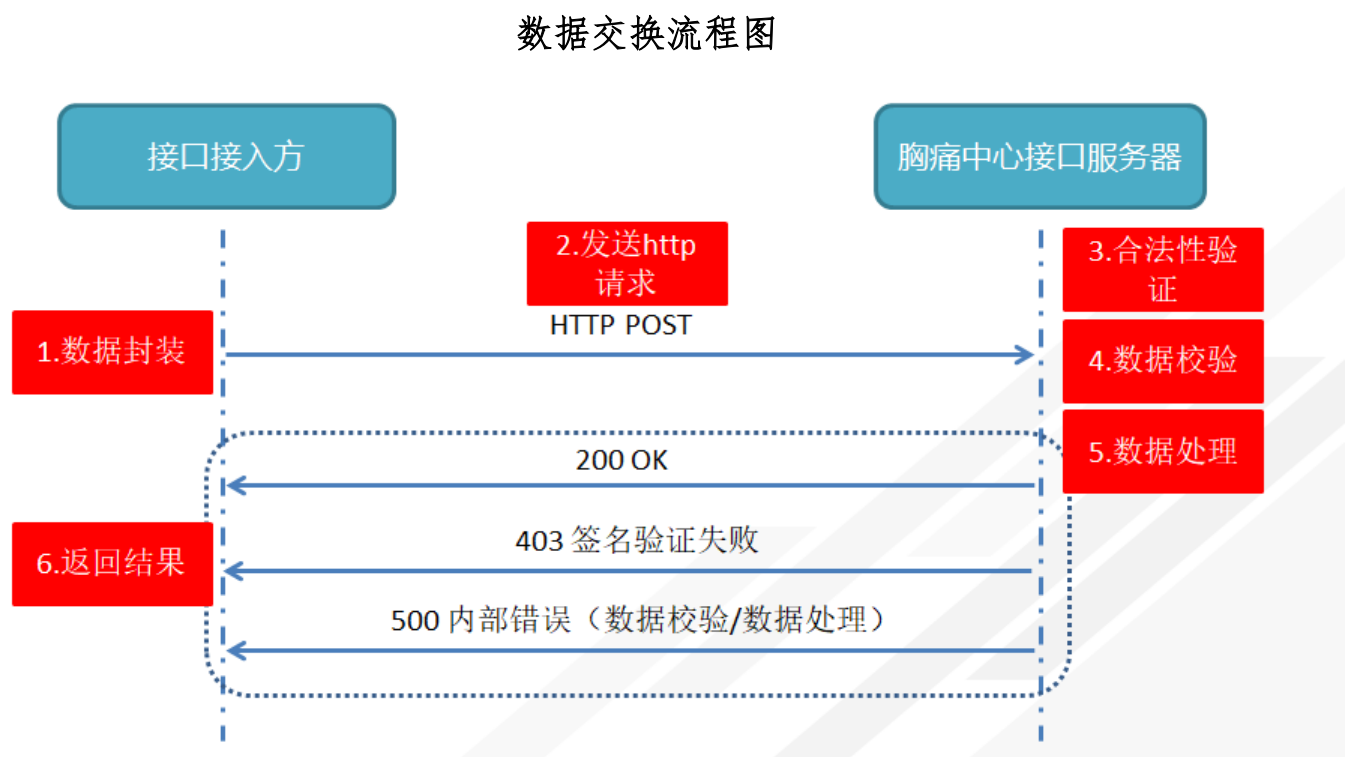 数据交换流程图
接口接入方
胸痛中心接口服务器
2.发送http
请求
3.合法性验
证
HTTP POST
1.数据封装
4.数据校验
5.数据处理
200 OK
403 签名验证失败
6.返回结果
500 内部错误（数据校验/数据处理）